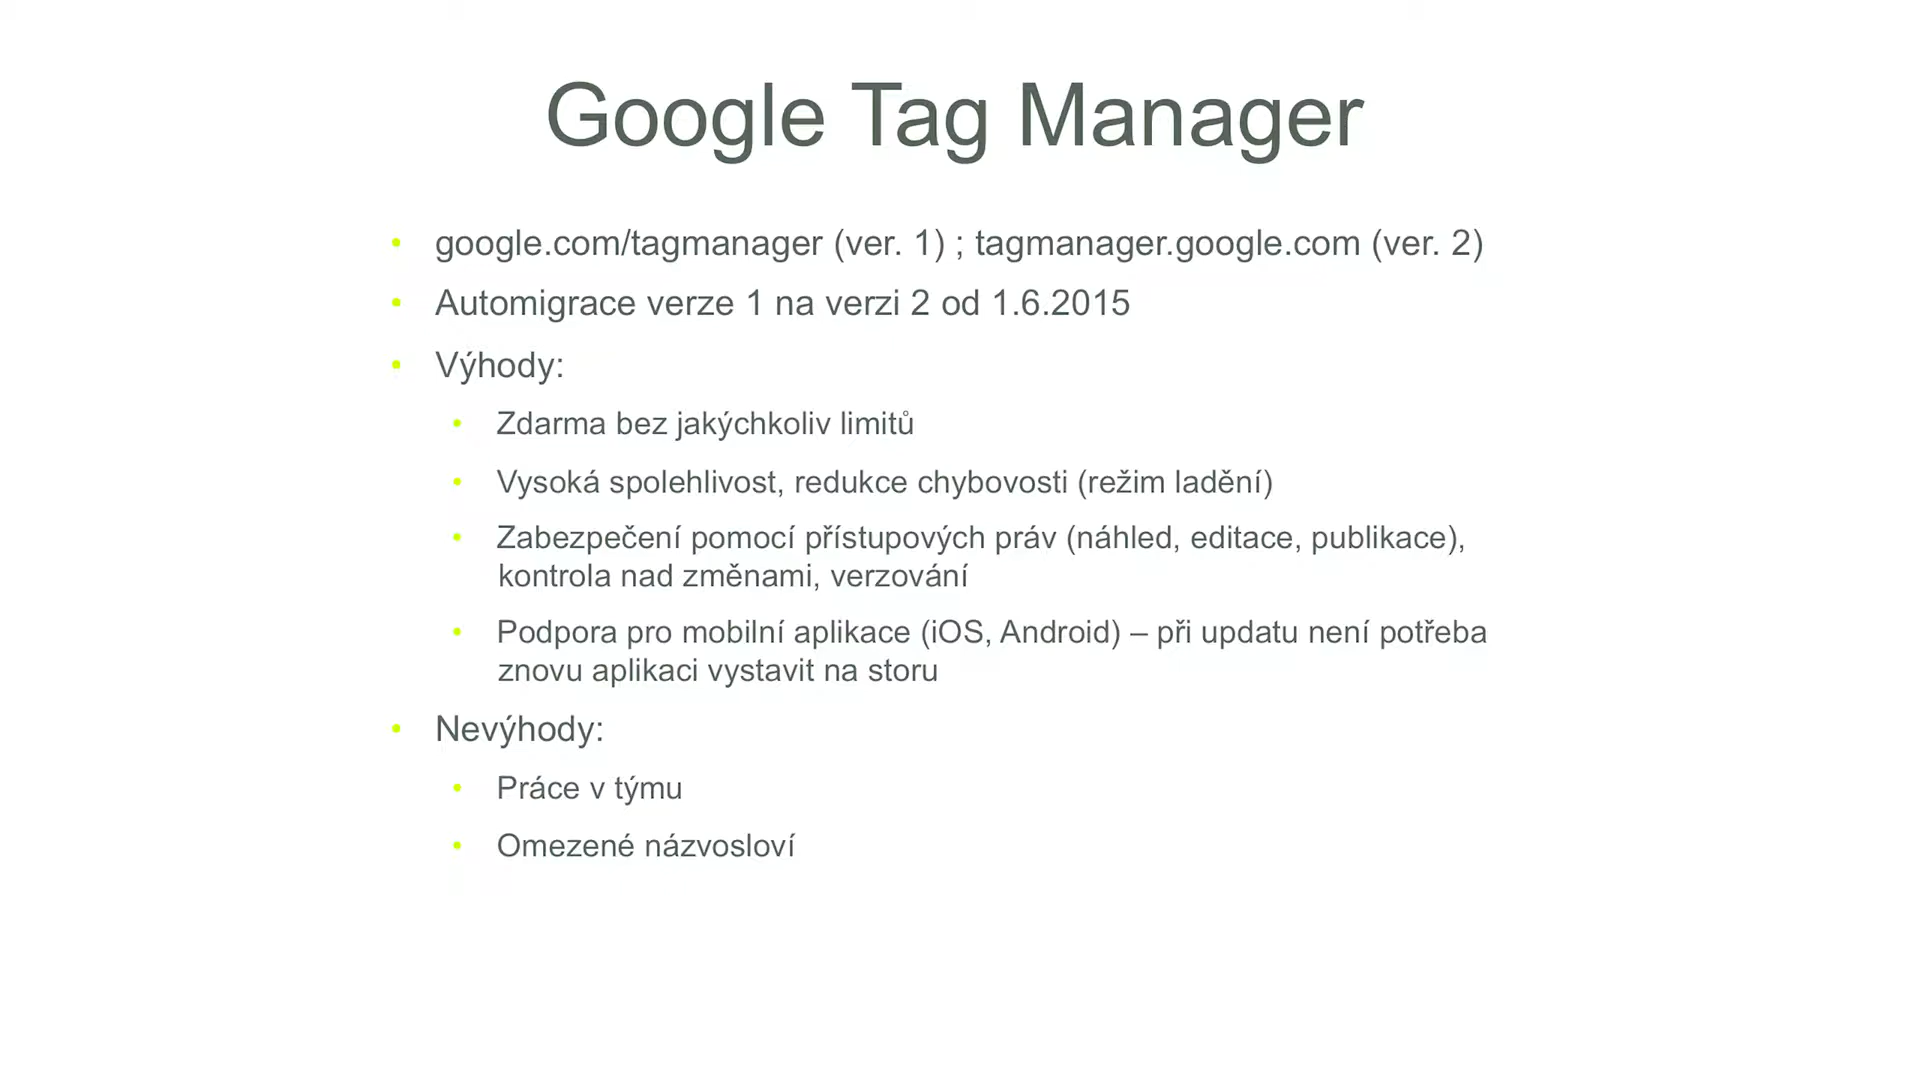 Google Tag Manager
• google.com/tagmanager (ver. 1) ; tagmanager.google.com (ver. 2)
• Automigrace verze 1 na verzi 2 od 1.6.2015
• Výhody:
• Zdarma bez jakýchkoliv limitů
• Vysoká spolehlivost, redukce chybovosti (režim ladění)
• Zabezpečení pomocí přístupových práv (náhled, editace, publikace),
kontrola nad změnami, verzování
• Podpora pro mobilní aplikace (iOS, Android) – při updatu není potřeba
znovu aplikaci vystavit na storu
• Nevýhody:
• Práce v týmu
• Omezené názvosloví